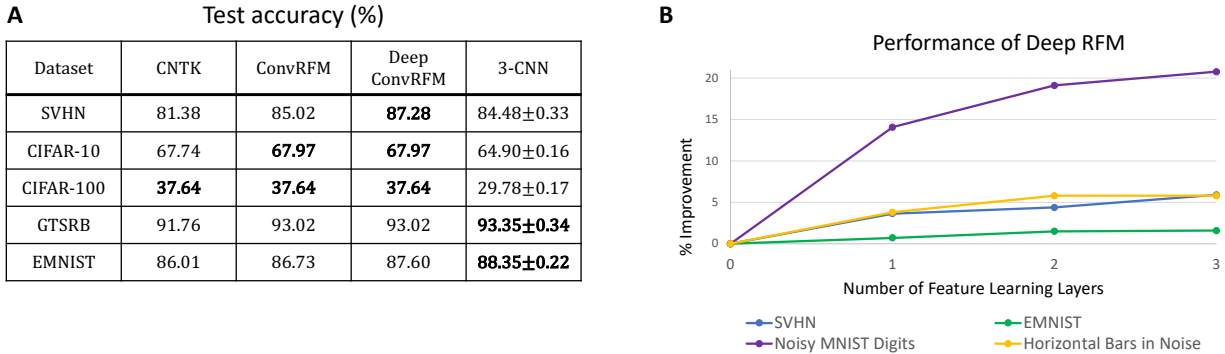 A
Test accuracy (%)
Dataset CNTK ConvRFM Deep ConvRFM 3-CNN
SVHN 81.38 85.02 87.28 84.48±0.33
CIFAR-10 67.74 67.97 67.97 64.90±0.16
CIFAR-100 37.64 37.64 37.64 29.78±0.17
GTSRB 91.76 93.02 93.02 93.35±0.34
EMNIST 86.01 86.73 87.60 88.35±0.22
B
Performance of Deep RFM
% Improvement
20
15
10
5
0
0 1 2 3
Number of Feature Learning Layers
SVHN EMNIST
Noisy MNIST Digits Horizontal Bars in Noise